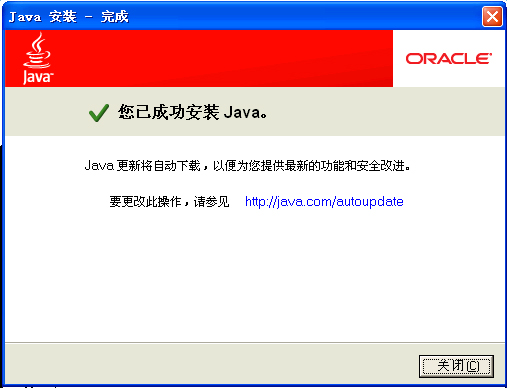 Java 安装 - 完成
Java
ORACLE
您已成功安装 Java。
Java 更新将自动下载，以便为您提供最新的功能和安全改进。
要更改此操作，请参见 http://java.com/autoupdate
关闭(C)